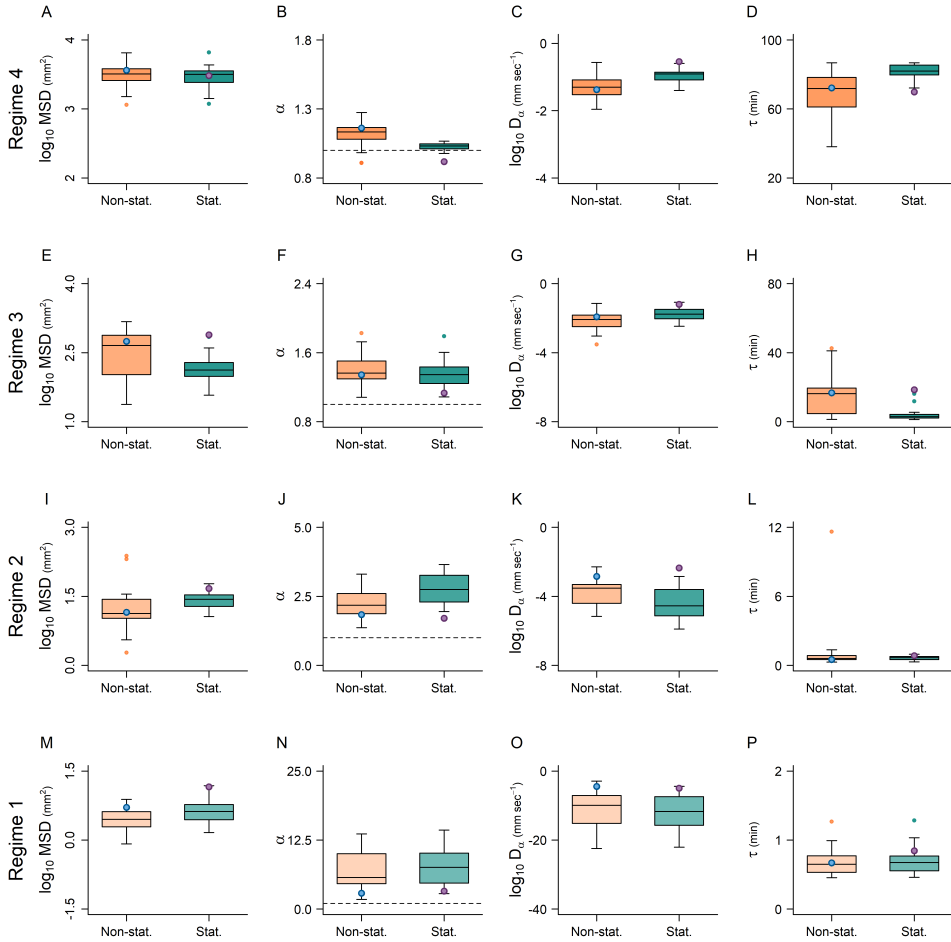 A
B
C
D
Regime 4
log10 MSD (mm²)
4
3
2
Non-stat.
Stat.
α
1.8
1.3
0.8
Non-stat.
Stat.
log10 Dα (mm sec⁻¹)
0
-2
-4
Non-stat.
Stat.
τ (min)
100
60
20
Non-stat.
Stat.
E
F
G
H
Regime 3
log10 MSD (mm²)
4.0
2.5
1.0
Non-stat.
Stat.
α
2.4
1.6
0.8
Non-stat.
Stat.
log10 Dα (mm sec⁻¹)
0
-4
-8
Non-stat.
Stat.
τ (min)
80
40
0
Non-stat.
Stat.
I
J
K
L
Regime 2
log10 MSD (mm²)
3.0
1.5
0.0
Non-stat.
Stat.
α
5.0
2.5
0.0
Non-stat.
Stat.
log10 Dα (mm sec⁻¹)
0
-4
-8
Non-stat.
Stat.
τ (min)
12
6
0
Non-stat.
Stat.
M
N
O
P
Regime 1
log10 MSD (mm²)
1.5
0.0
-1.5
Non-stat.
Stat.
α
25.0
12.5
0.0
Non-stat.
Stat.
log10 Dα (mm sec⁻¹)
0
-20
-40
Non-stat.
Stat.
τ (min)
2
1
0
Non-stat.
Stat.